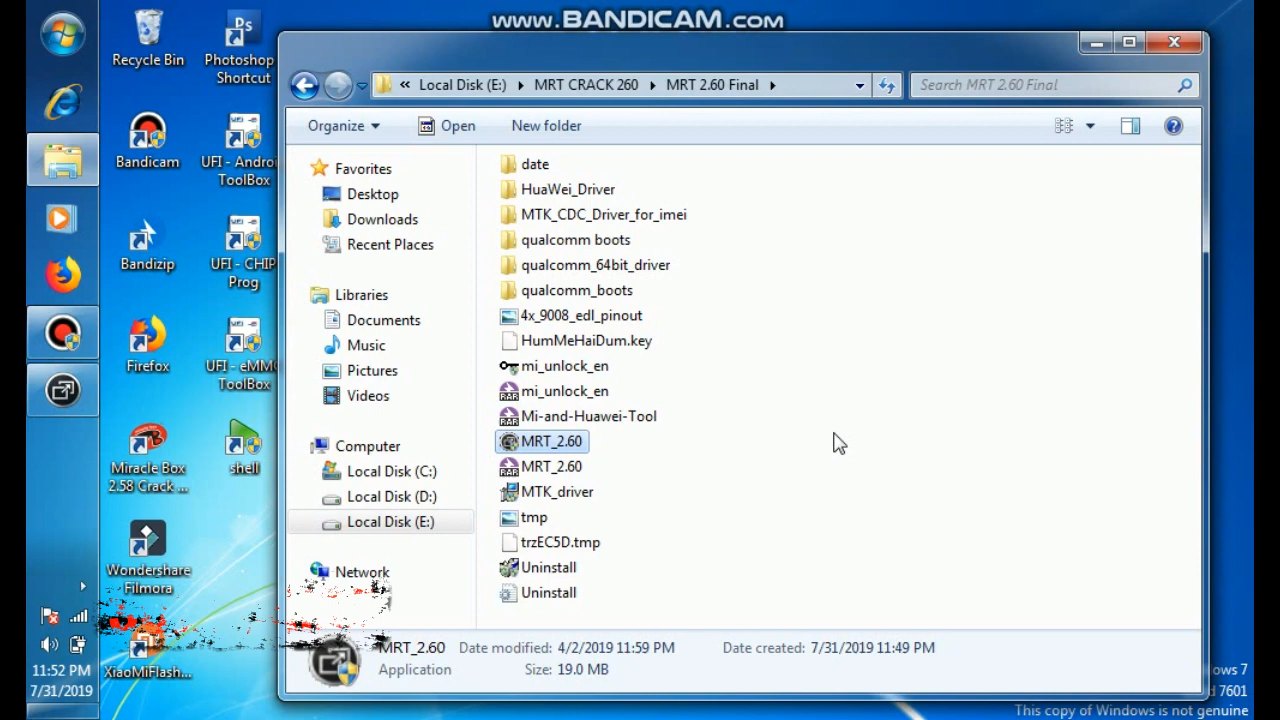 www.BANDICAM.com
Recycle Bin
Photoshop
Shortcut
Bandicam
UFI - Andro
ToolBox
Bandizip
UFI - CHIP
Prog
Firefox
UFI - eMMC
ToolBox
Miracle Box
2.58 Crack ...
shell
Wondershare
Filmora
XiaoMiFlash...
11:52 PM
7/31/2019
« Local Disk (E:) ▸ MRT CRACK 260 ▸ MRT 2.60 Final ▸
Search MRT 2.60 Final
Organize
Open
New folder
Favorites
Desktop
Downloads
Recent Places
Libraries
Documents
Music
Pictures
Videos
Computer
Local Disk (C:)
Local Disk (D:)
Local Disk (E:)
Network
date
HuaWei_Driver
MTK_CDC_Driver_for_imei
qualcomm boots
qualcomm_64bit_driver
qualcomm_boots
4x_9008_edl_pinout
HumMeHaiDum.key
mi_unlock_en
mi_unlock_en
Mi-and-Huawei-Tool
MRT_2.60
MRT_2.60
MTK_driver
tmp
trzEC5D.tmp
Uninstall
Uninstall
MRT_2.60 Date modified: 4/2/2019 11:59 PM Date created: 7/31/2019 11:49 PM
Application Size: 19.0 MB
ows 7
d 7601
This copy of Windows is not genuine